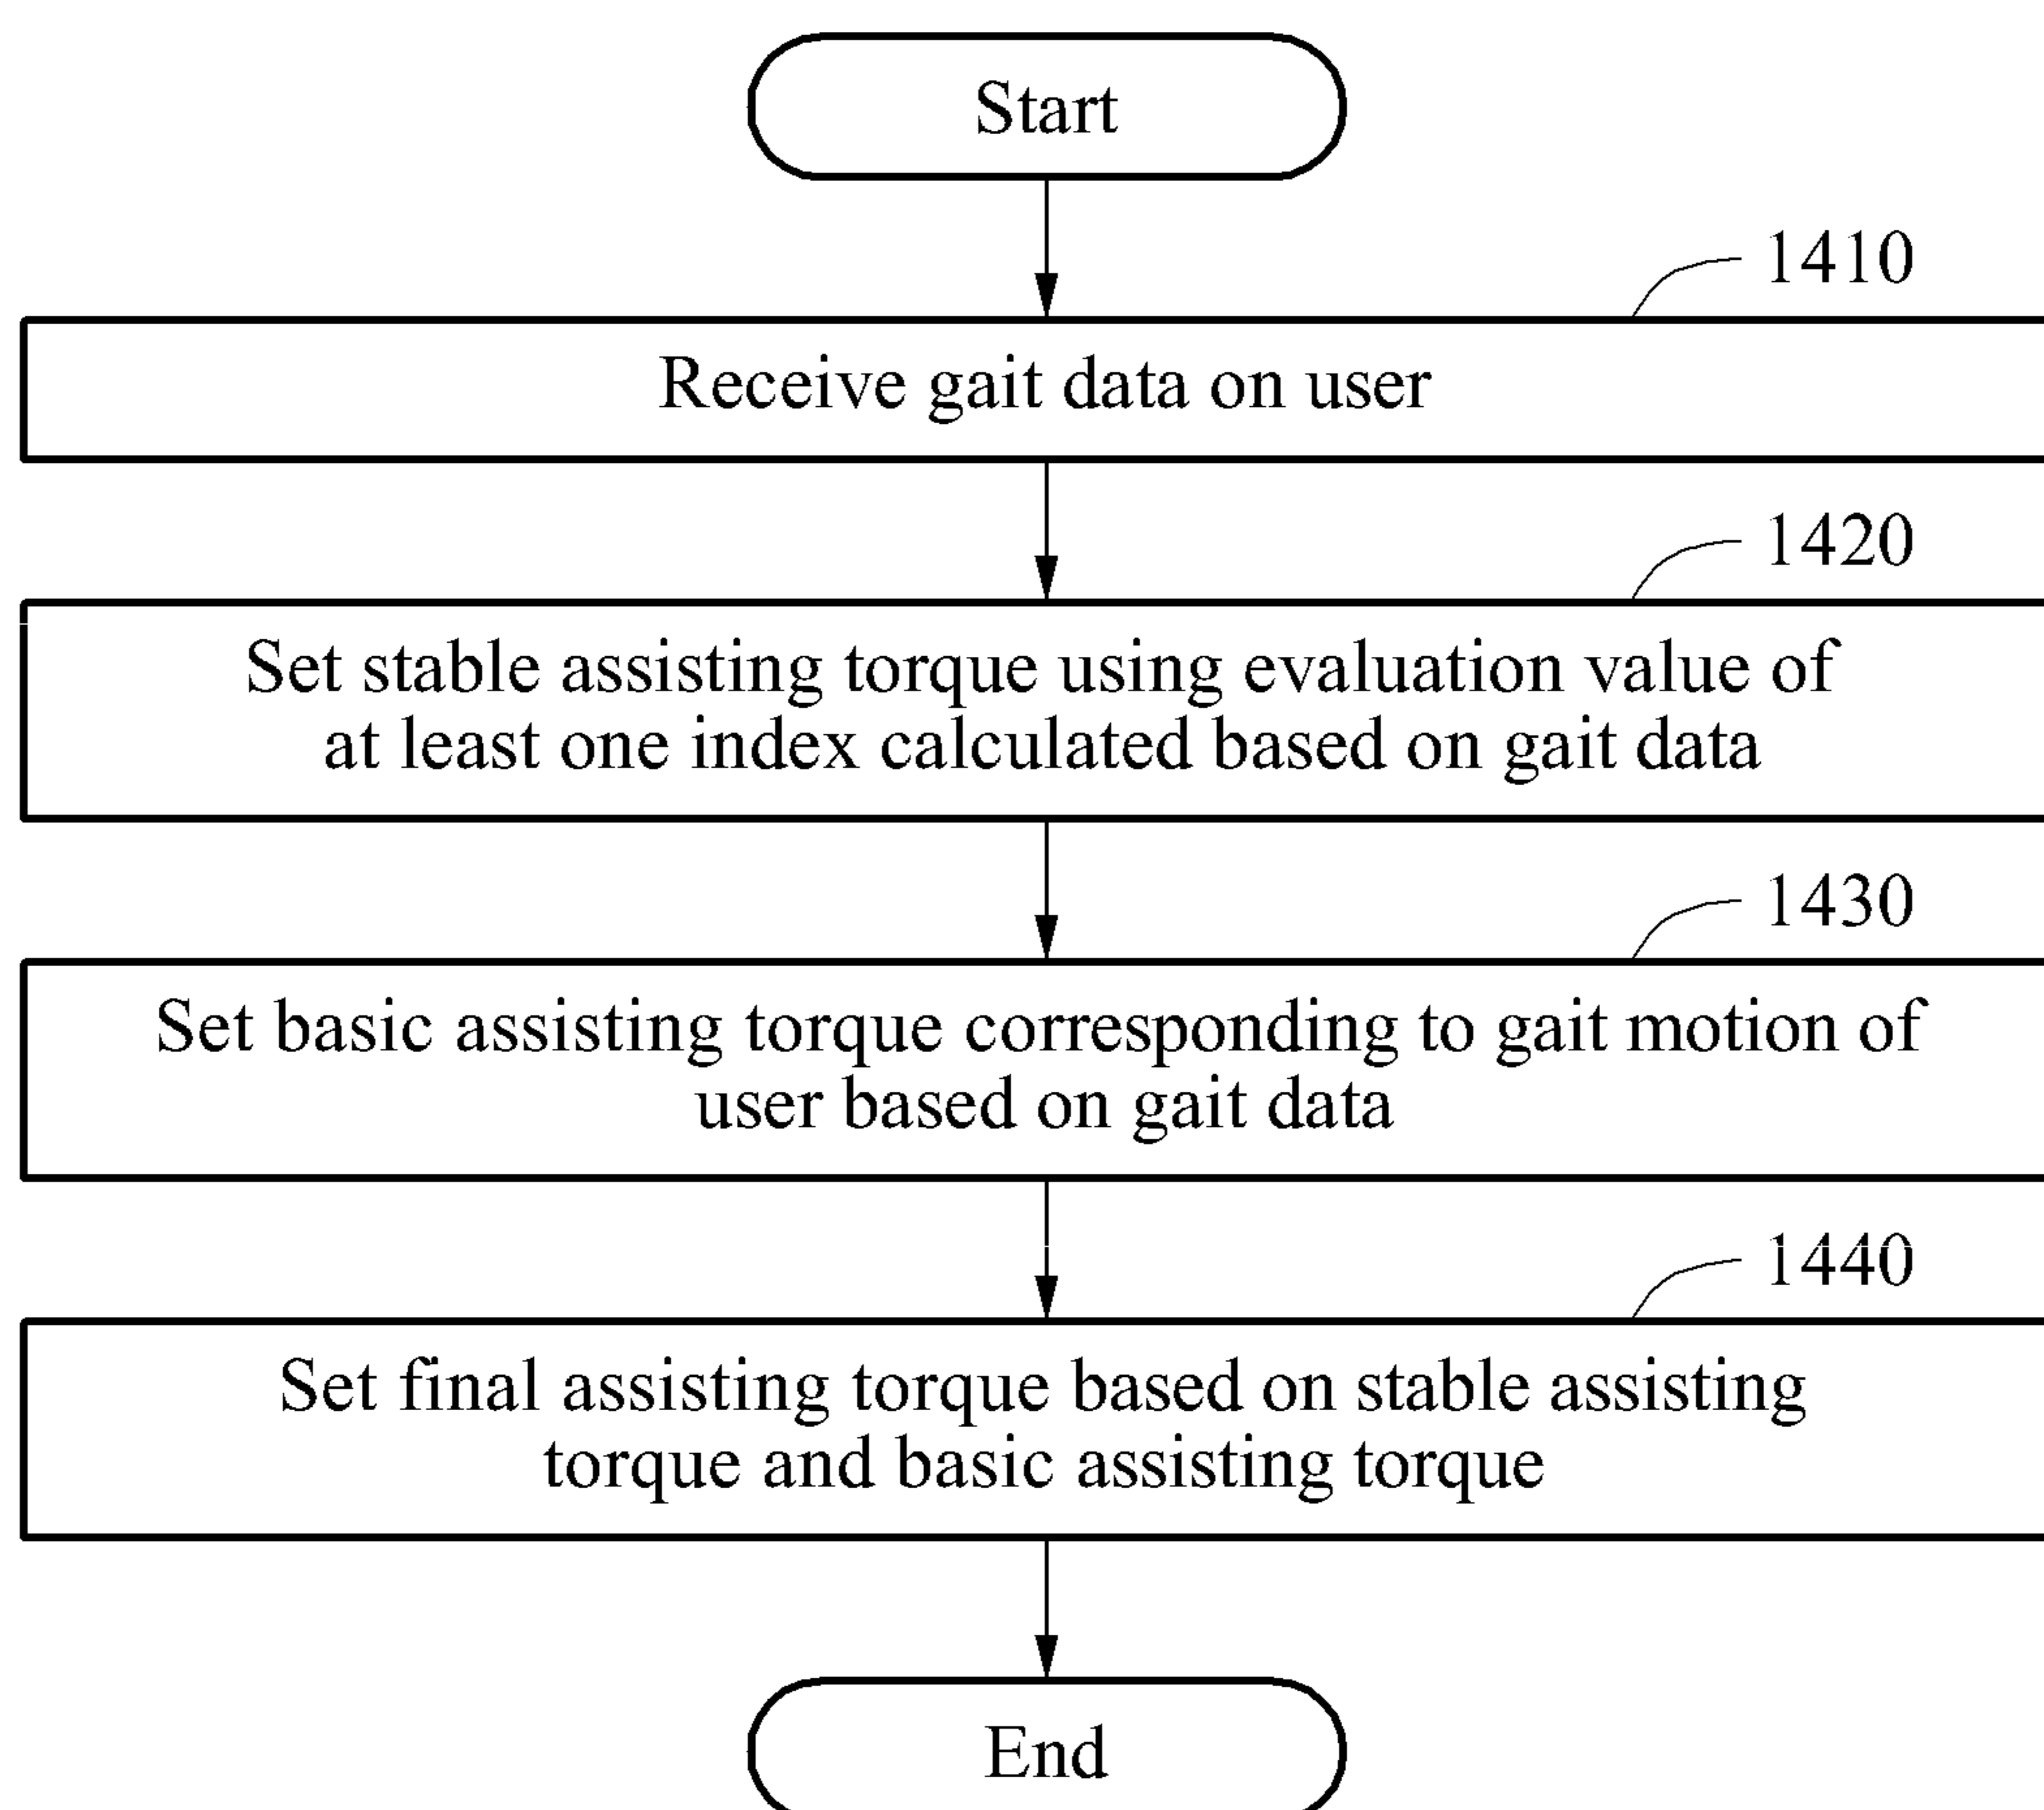 Start
1410
Receive gait data on user
1420
Set stable assisting torque using evaluation value of
at least one index calculated based on gait data
1430
Set basic assisting torque corresponding to gait motion of
user based on gait data
1440
Set final assisting torque based on stable assisting
torque and basic assisting torque
End